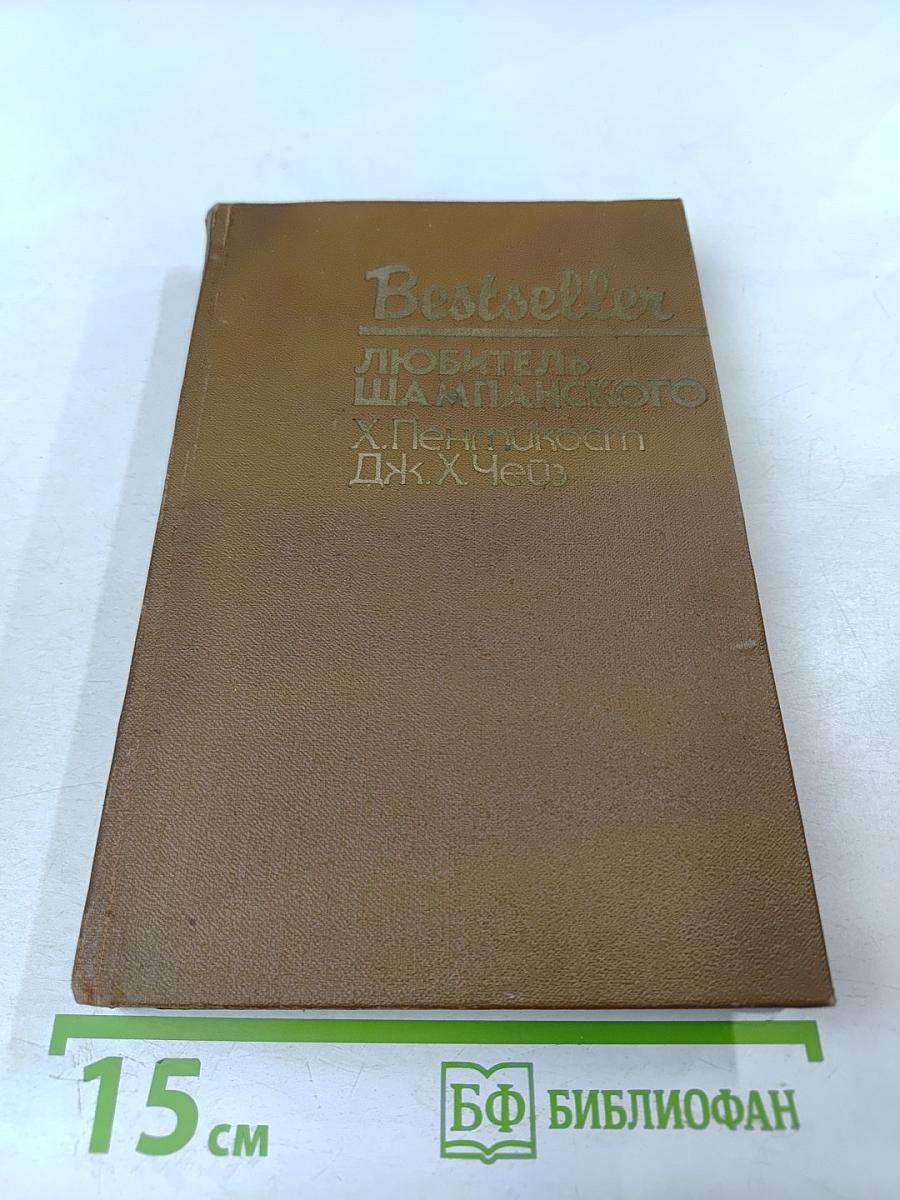 Bestseller
ЛЮБИТЕЛЬ
ШАМПАНСКОГО
Х. Пентикост
Дж. Х. Чейз
15 см
БФ БИБЛИОФАН